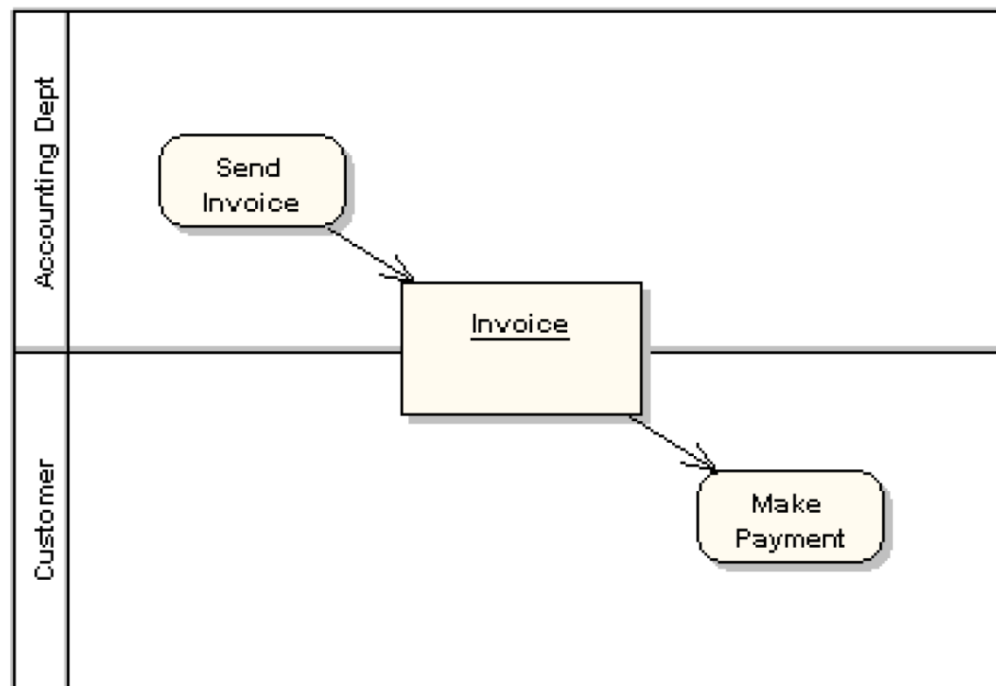 Accounting Dept
Send
Invoice
Invoice
Customer
Make
Payment